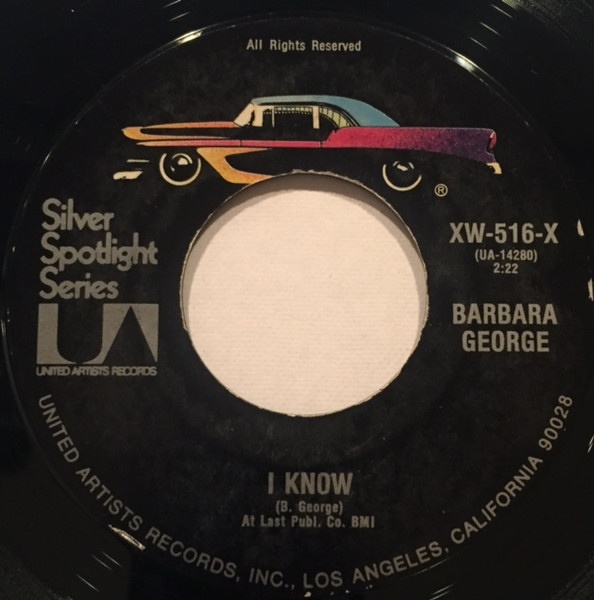 All Rights Reserved
®
Silver
Spotlight
Series
UA
UNITED ARTISTS RECORDS
XW-516-X
(UA-14280)
2:22
BARBARA
GEORGE
I KNOW
(B. George)
At Last Publ. Co. BMI
UNITED ARTISTS RECORDS, INC., LOS ANGELES, CALIFORNIA 90028